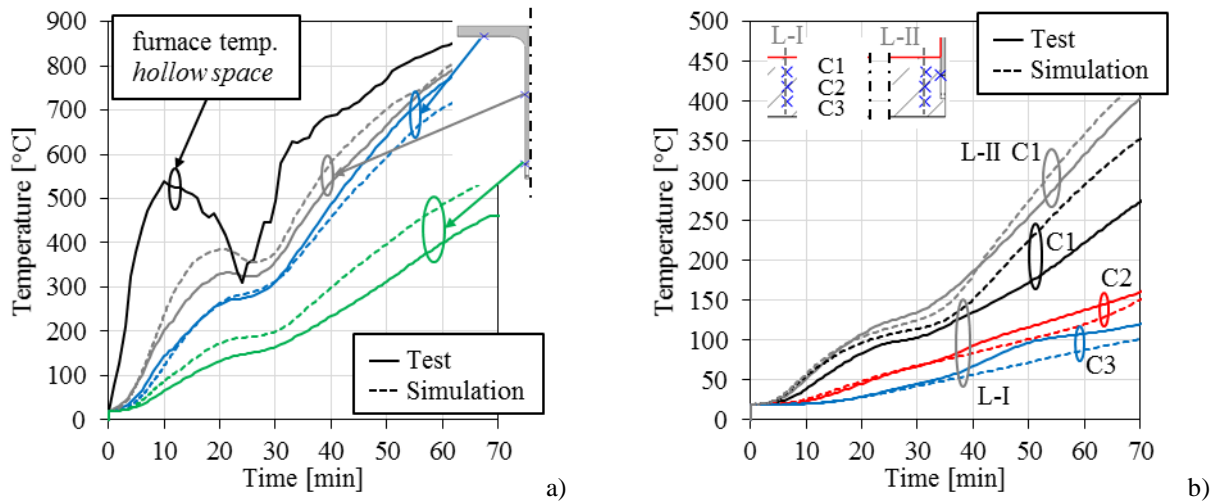 900
800
700
600
500
400
300
200
100
0
Temperature [°C]
furnace temp.
hollow space
Test
Simulation
0 10 20 30 40 50 60 70
Time [min]
a)
500
450
400
350
300
250
200
150
100
50
0
Temperature [°C]
L-I
L-II
C1
C2
C3
Test
Simulation
L-II C1
C1
C2
C3
L-I
0 10 20 30 40 50 60 70
Time [min]
b)